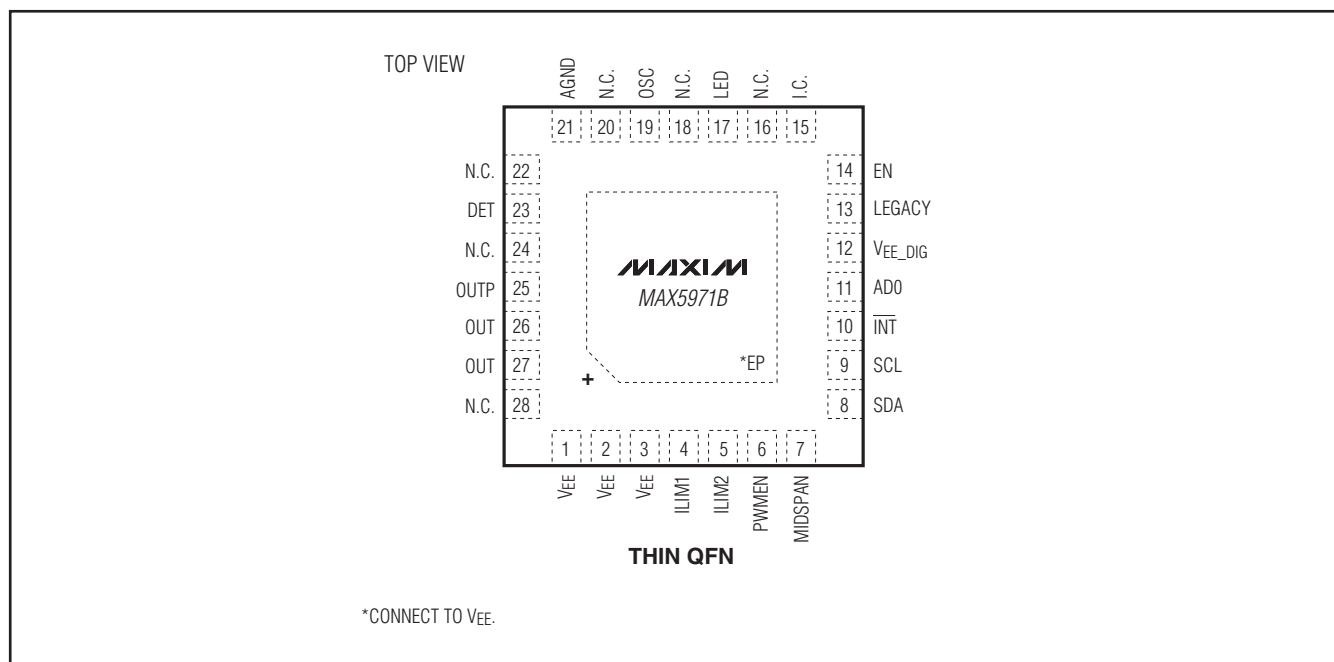 TOP VIEW
AGND N.C. OSC N.C. LED N.C. I.C.
21 20 19 18 17 16 15
N.C. 22 14 EN
DET 23 13 LEGACY
N.C. 24 12 VEE_DIG
MAXIM
OUTP 25 MAX5971B 11 AD0
OUT 26 10 INT
OUT 27 *EP 9 SCL
+
N.C. 28 8 SDA
1 2 3 4 5 6 7
VEE VEE VEE ILIM1 ILIM2 PWMEN MIDSPAN
THIN QFN
*CONNECT TO VEE.